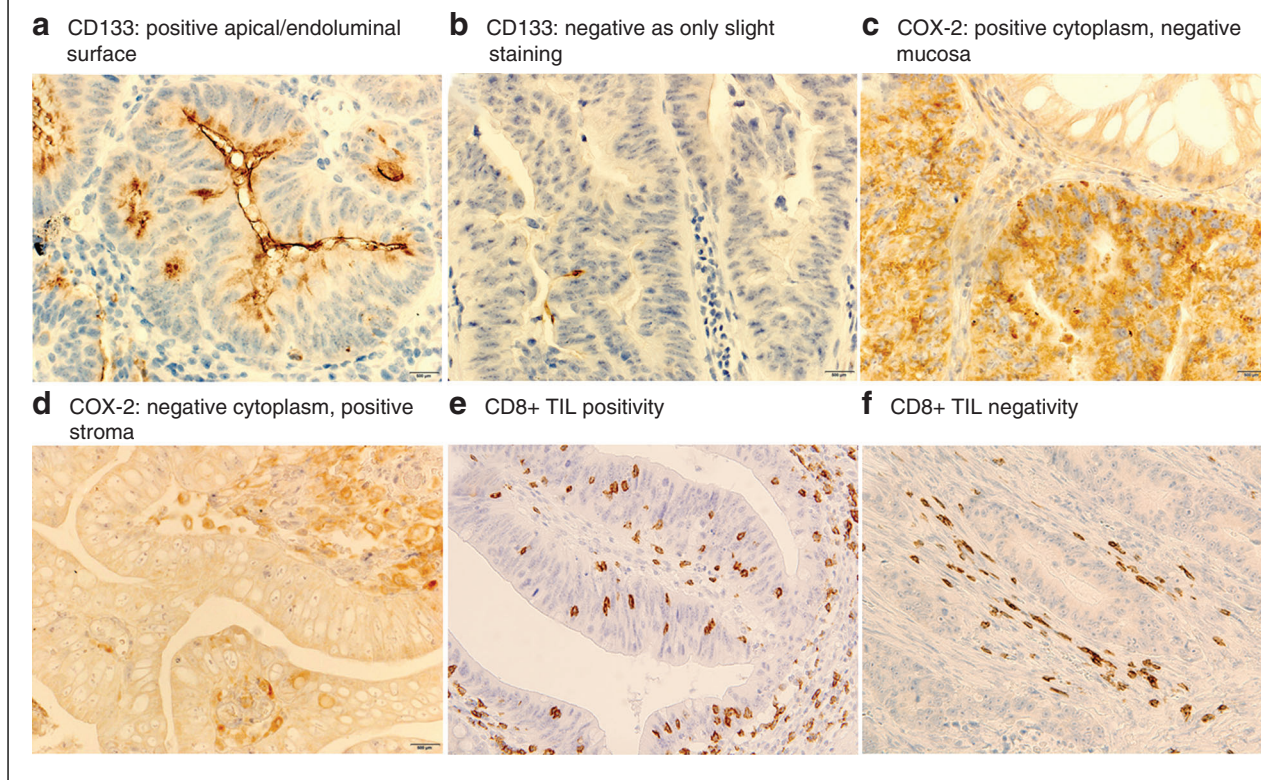 a CD133: positive apical/endoluminal
surface
b CD133: negative as only slight
staining
c COX-2: positive cytoplasm, negative
mucosa
d COX-2: negative cytoplasm, positive
stroma
e CD8+ TIL positivity
f CD8+ TIL negativity